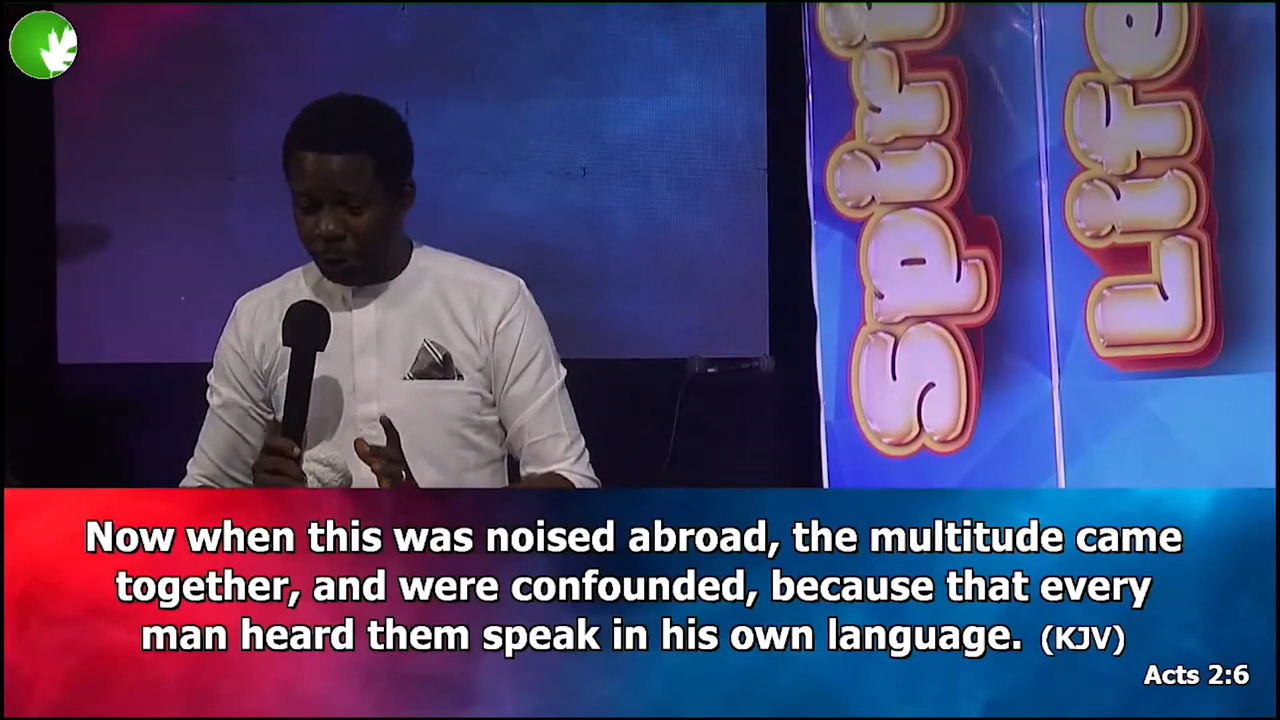 Spirit
Life
Now when this was noised abroad, the multitude came
together, and were confounded, because that every
man heard them speak in his own language. (KJV)
Acts 2:6